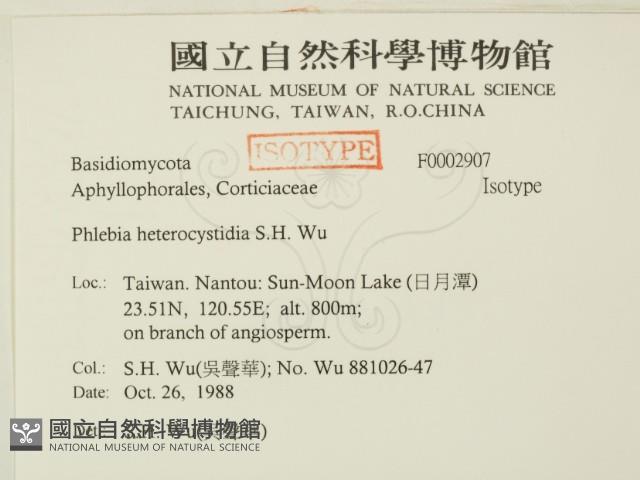 國立自然科學博物館
NATIONAL MUSEUM OF NATURAL SCIENCE
TAICHUNG, TAIWAN, R.O.CHINA
ISOTYPE
Basidiomycota F0002907
Aphyllophorales, Corticiaceae Isotype
Phlebia heterocystidia S.H. Wu
Loc.: Taiwan. Nantou: Sun-Moon Lake (日月潭)
23.51N, 120.55E; alt. 800m;
on branch of angiosperm.
Col.: S.H. Wu(吳聲華); No. Wu 881026-47
Date: Oct. 26, 1988
國立自然科學博物館
NATIONAL MUSEUM OF NATURAL SCIENCE